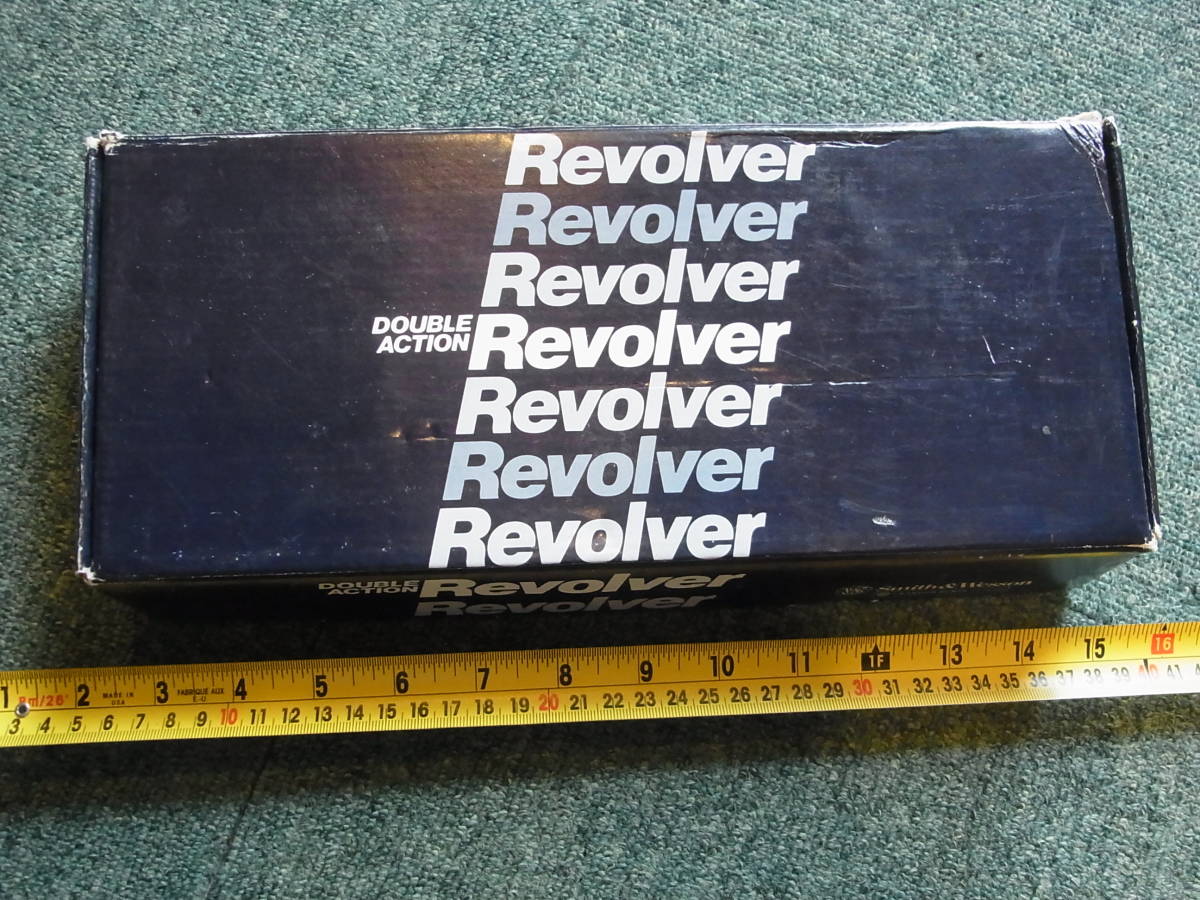 Revolver
Revolver
Revolver
DOUBLE
ACTION Revolver
Revolver
Revolver
Revolver
DOUBLE
ACTION Revolver
Revolver
Smith & Wesson
1 2 3 4 5 6 7 8 9 10 11 1F 13 14 15 16
8m/26' MADE IN USA FABRIQUE AUX É.-U.
3 4 5 6 7 8 9 10 11 12 13 14 15 16 17 18 19 20 21 22 23 24 25 26 27 28 29 30 31 32 33 34 35 36 37 38 39 40 41